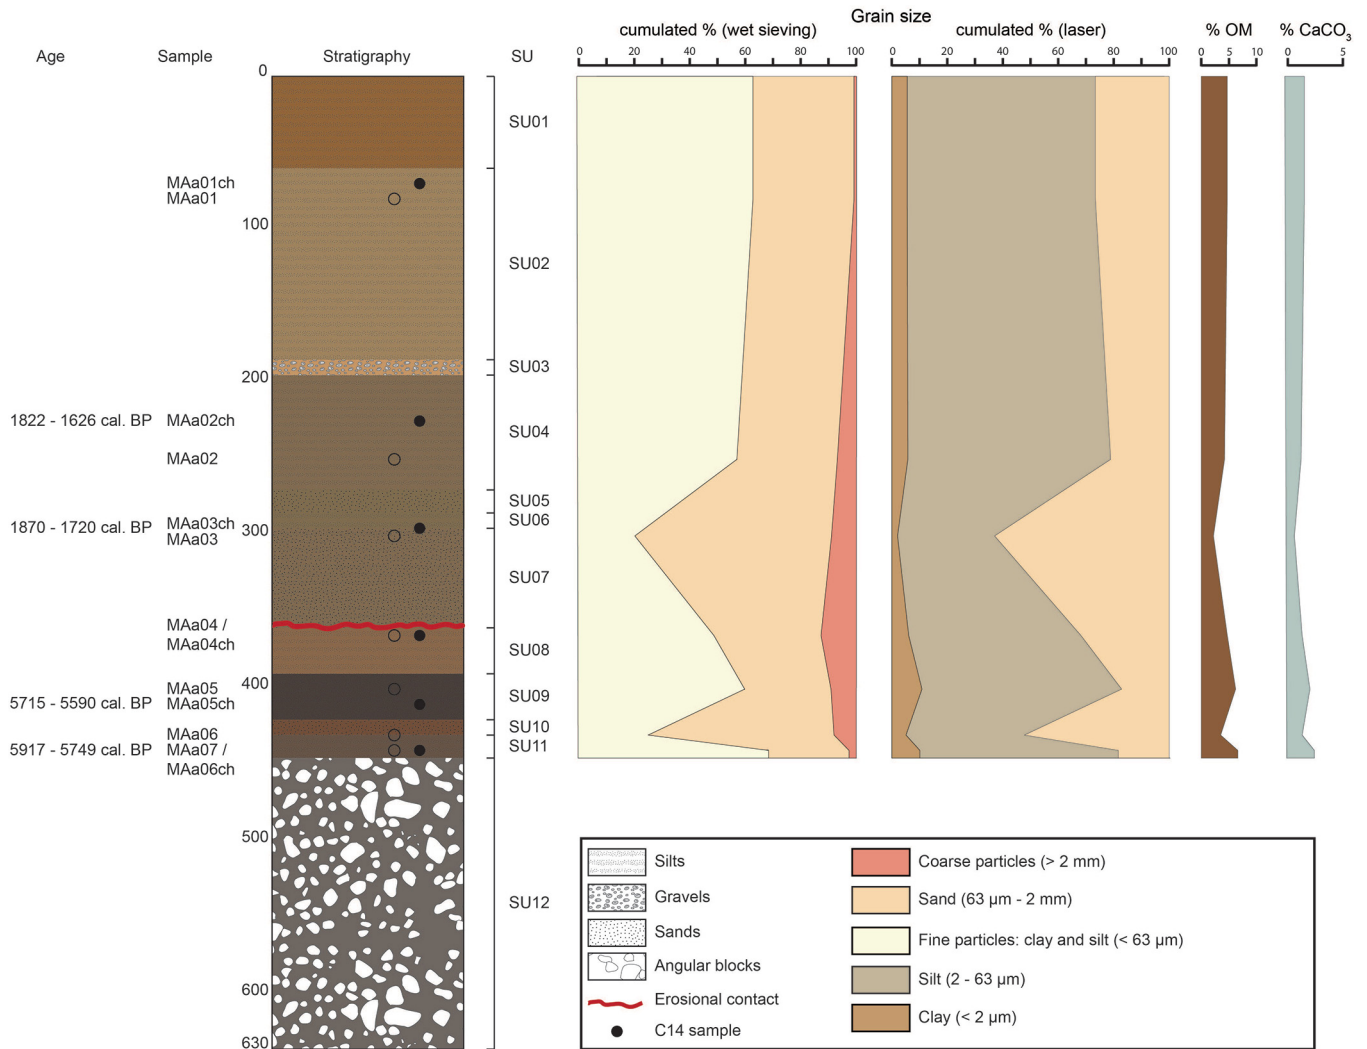 Grain size
cumulated % (wet sieving)
cumulated % (laser)
% OM
% CaCO₃
Age
Sample
Stratigraphy
SU
0 20 40 60 80 100
0 20 40 60 80 100
0 5 10
0 5
0
SU01
MAa01ch
MAa01
100
SU02
SU03
200
1822 - 1626 cal. BP
MAa02ch
SU04
MAa02
SU05
1870 - 1720 cal. BP
MAa03ch
SU06
300
MAa03
SU07
MAa04 /
MAa04ch
SU08
400
MAa05
SU09
5715 - 5590 cal. BP
MAa05ch
SU10
MAa06
5917 - 5749 cal. BP
MAa07 /
SU11
MAa06ch
500
SU12
600
630
Silts
Gravels
Sands
Angular blocks
Erosional contact
C14 sample
Coarse particles (> 2 mm)
Sand (63 µm - 2 mm)
Fine particles: clay and silt (< 63 µm)
Silt (2 - 63 µm)
Clay (< 2 µm)